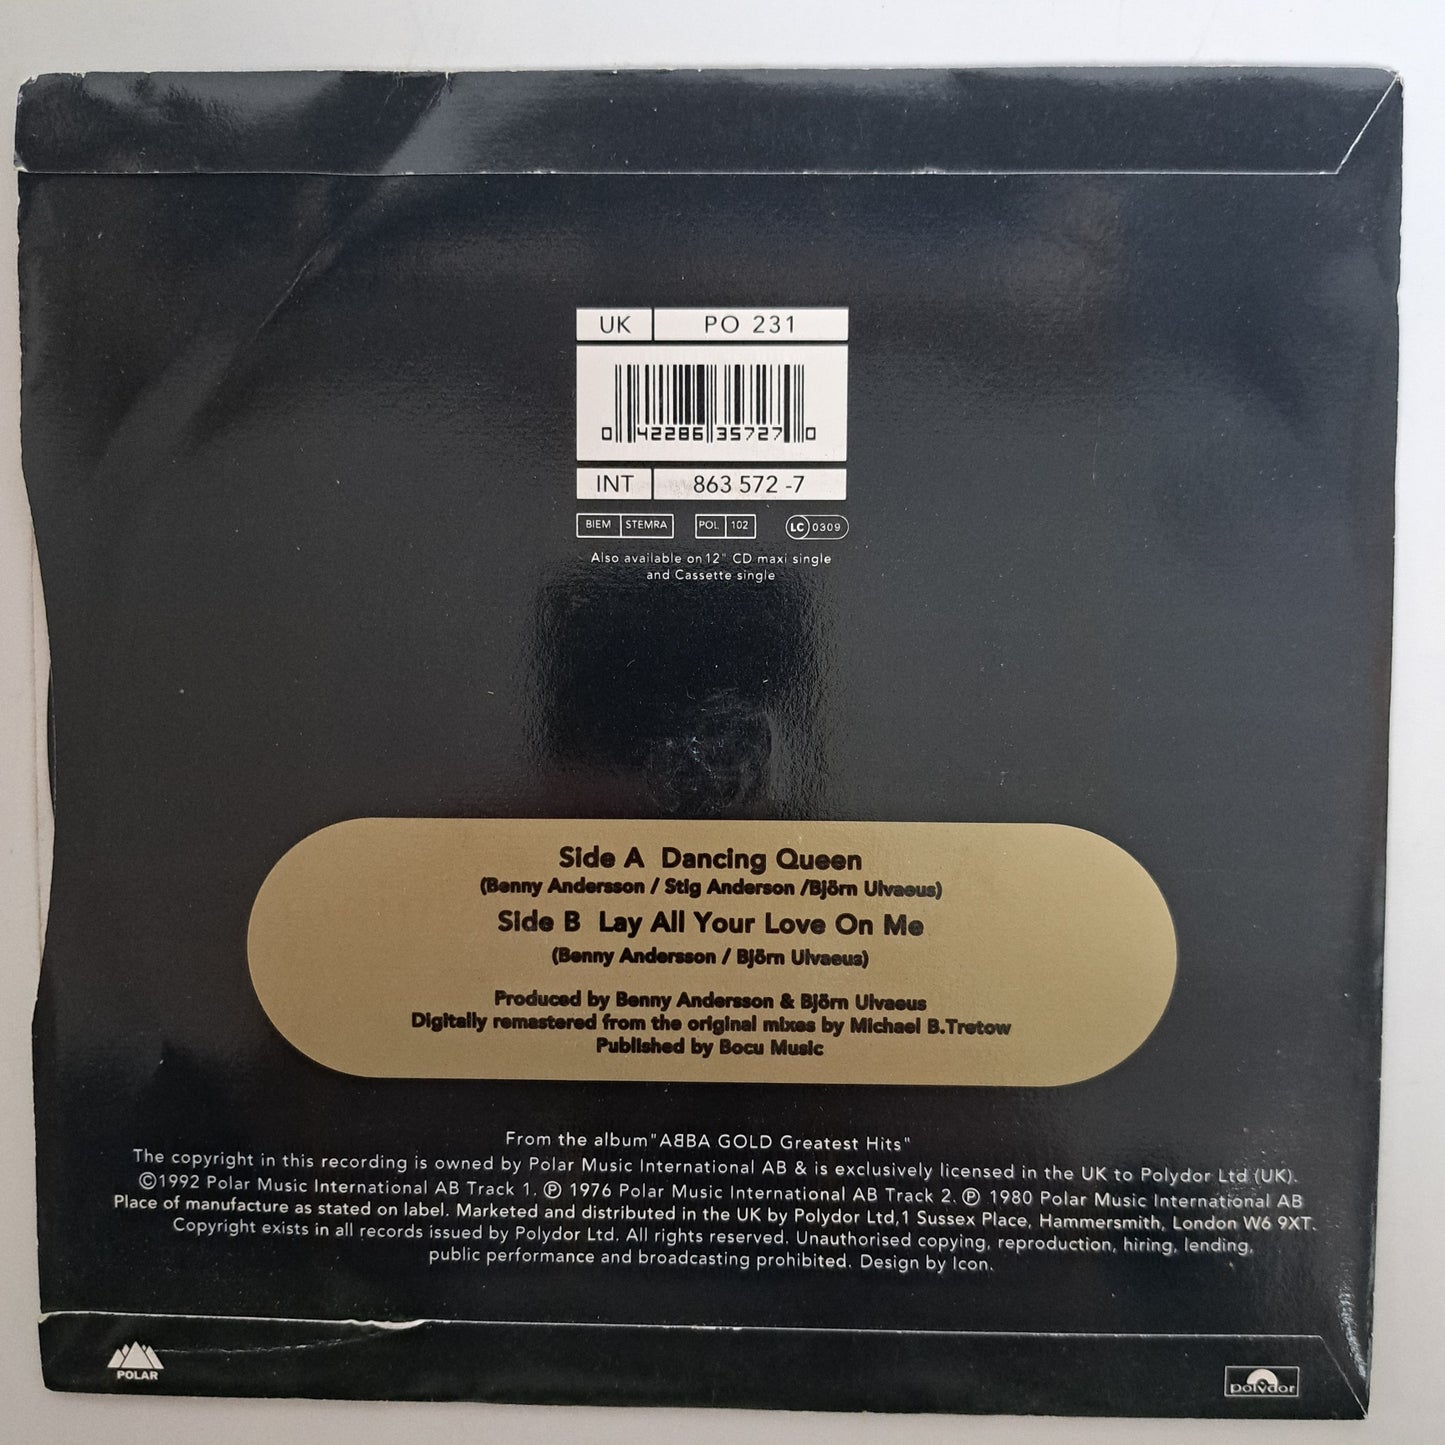 UK PO 231
0 42286 35727 0
INT 863 572 -7
BIEM STEMRA POL 102 LC 0309
Also available on 12" CD maxi single
and Cassette single
Side A Dancing Queen
(Benny Andersson / Stig Anderson /Björn Ulvaeus)
Side B Lay All Your Love On Me
(Benny Andersson / Björn Ulvaeus)
Produced by Benny Andersson & Björn Ulvaeus
Digitally remastered from the original mixes by Michael B.Tretow
Published by Bocu Music
From the album"AᗺBA GOLD Greatest Hits"
The copyright in this recording is owned by Polar Music International AB & is exclusively licensed in the UK to Polydor Ltd (UK).
©1992 Polar Music International AB Track 1. ℗ 1976 Polar Music International AB Track 2. ℗ 1980 Polar Music International AB
Place of manufacture as stated on label. Marketed and distributed in the UK by Polydor Ltd,1 Sussex Place, Hammersmith, London W6 9XT.
Copyright exists in all records issued by Polydor Ltd. All rights reserved. Unauthorised copying, reproduction, hiring, lending,
public performance and broadcasting prohibited. Design by Icon.
POLAR
polydor